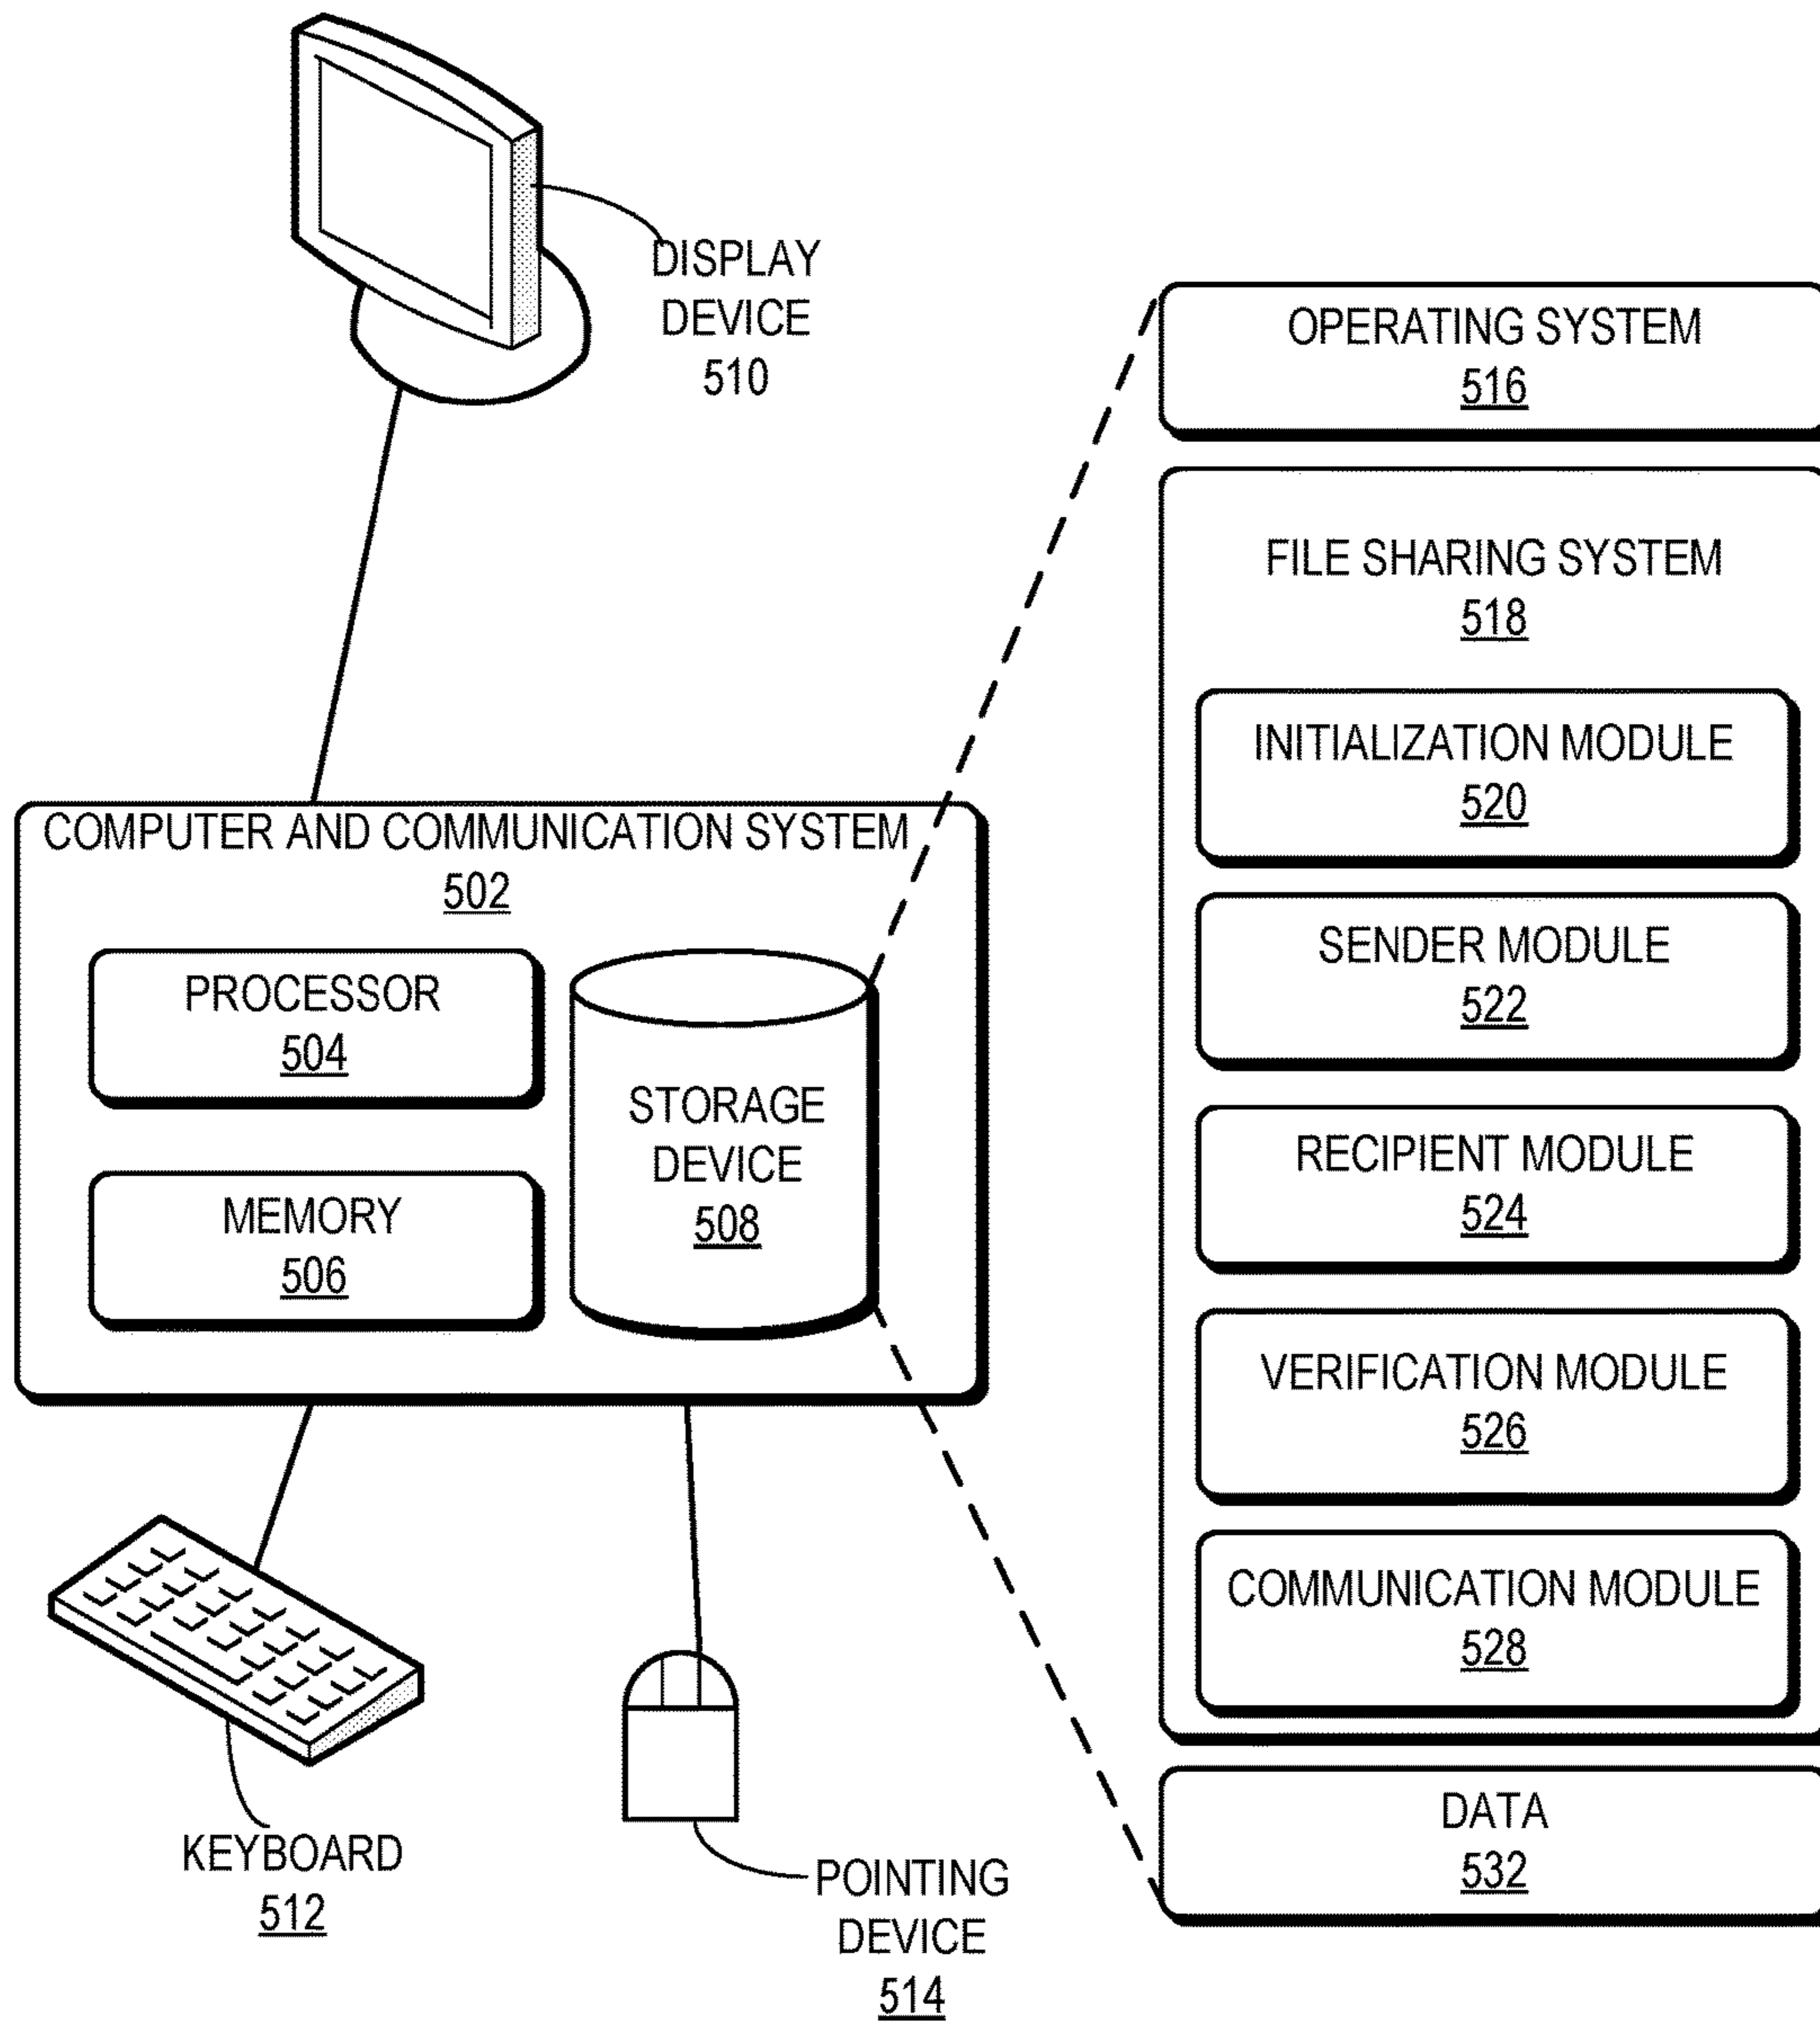 DISPLAY
DEVICE
510
COMPUTER AND COMMUNICATION SYSTEM
502
PROCESSOR
504
MEMORY
506
STORAGE
DEVICE
508
KEYBOARD
512
POINTING
DEVICE
514
OPERATING SYSTEM
516
FILE SHARING SYSTEM
518
INITIALIZATION MODULE
520
SENDER MODULE
522
RECIPIENT MODULE
524
VERIFICATION MODULE
526
COMMUNICATION MODULE
528
DATA
532